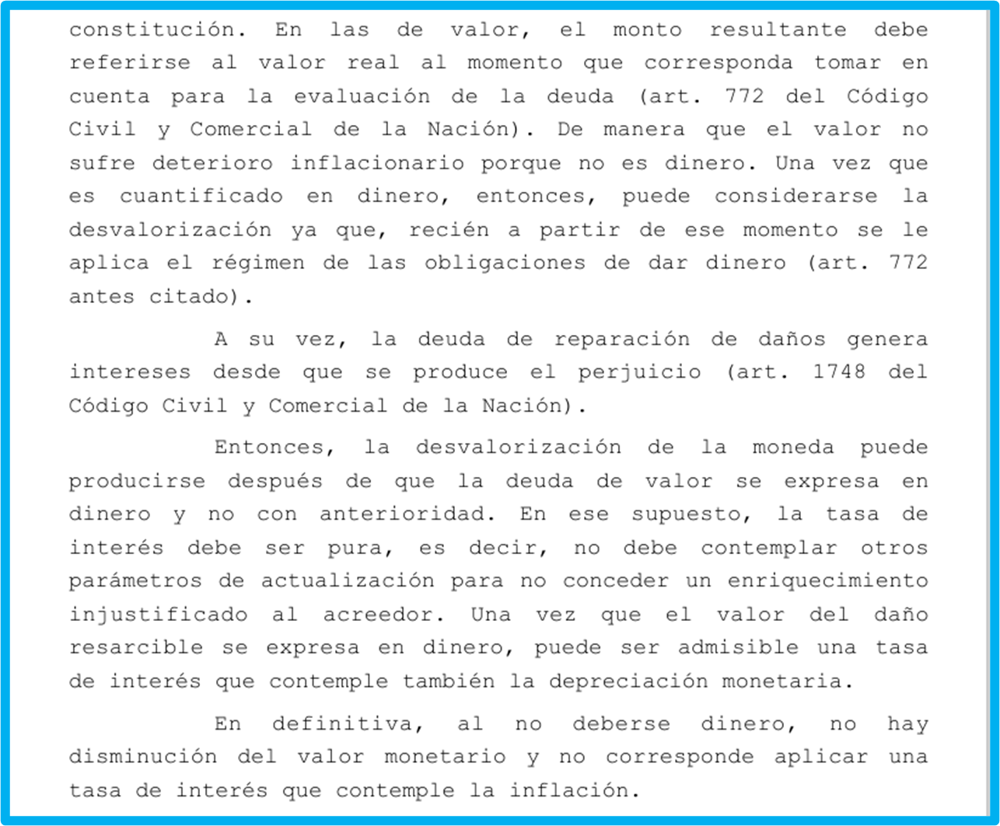 constitución. En las de valor, el monto resultante debe
referirse al valor real al momento que corresponda tomar en
cuenta para la evaluación de la deuda (art. 772 del Código
Civil y Comercial de la Nación). De manera que el valor no
sufre deterioro inflacionario porque no es dinero. Una vez que
es cuantificado en dinero, entonces, puede considerarse la
desvalorización ya que, recién a partir de ese momento se le
aplica el régimen de las obligaciones de dar dinero (art. 772
antes citado).
A su vez, la deuda de reparación de daños genera
intereses desde que se produce el perjuicio (art. 1748 del
Código Civil y Comercial de la Nación).
Entonces, la desvalorización de la moneda puede
producirse después de que la deuda de valor se expresa en
dinero y no con anterioridad. En ese supuesto, la tasa de
interés debe ser pura, es decir, no debe contemplar otros
parámetros de actualización para no conceder un enriquecimiento
injustificado al acreedor. Una vez que el valor del daño
resarcible se expresa en dinero, puede ser admisible una tasa
de interés que contemple también la depreciación monetaria.
En definitiva, al no deberse dinero, no hay
disminución del valor monetario y no corresponde aplicar una
tasa de interés que contemple la inflación.